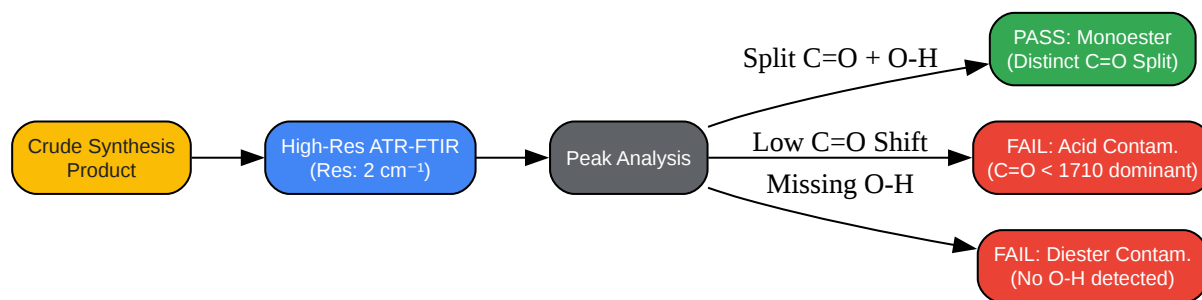 Crude Synthesis
Product
High-Res ATR-FTIR
(Res: 2 cm⁻¹)
Peak Analysis
Split C=O + O-H
PASS: Monoester
(Distinct C=O Split)
Low C=O Shift
FAIL: Acid Contam.
(C=O < 1710 dominant)
Missing O-H
FAIL: Diester Contam.
(No O-H detected)